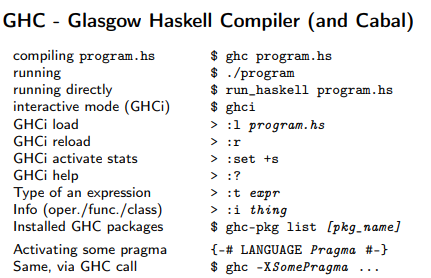 GHC - Glasgow Haskell Compiler (and Cabal)
compiling program.hs $ ghc program.hs
running $ ./program
running directly $ run_haskell program.hs
interactive mode (GHCi) $ ghci
GHCi load > :l program.hs
GHCi reload > :r
GHCi activate stats > :set +s
GHCi help > :?
Type of an expression > :t expr
Info (oper./func./class) > :i thing
Installed GHC packages $ ghc-pkg list [pkg_name]
Activating some pragma {-# LANGUAGE Pragma #-}
Same, via GHC call $ ghc -XSomePragma ...